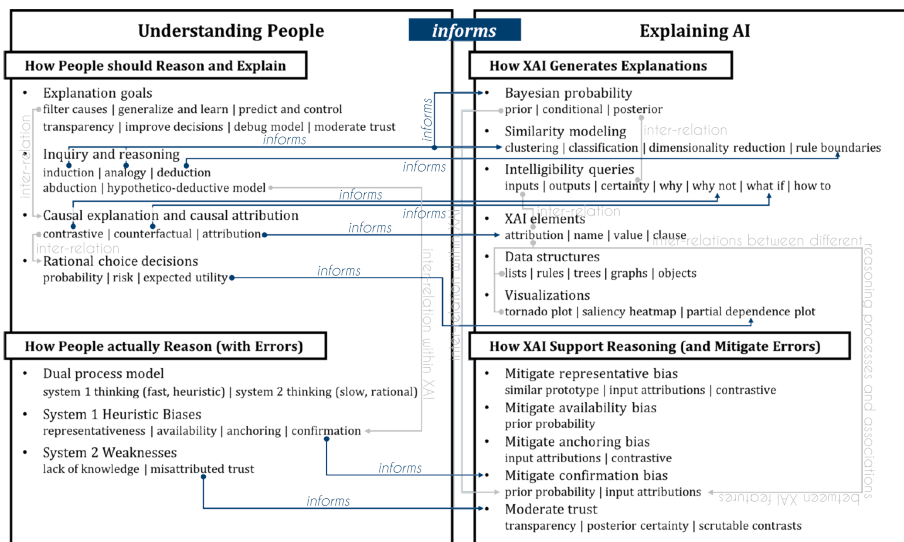 Understanding People
informs
Explaining AI
How People should Reason and Explain
• Explanation goals
filter causes | generalize and learn | predict and control
transparency | improve decisions | debug model | moderate trust
• Inquiry and reasoning
induction | analogy | deduction
abduction | hypothetico-deductive model
• Causal explanation and causal attribution
contrastive | counterfactual | attribution
• Rational choice decisions
probability | risk | expected utility
inter-relation
inter-relation
informs
informs
informs
informs
informs
informs
inter-relation within XAI
How People actually Reason (with Errors)
• Dual process model
system 1 thinking (fast, heuristic) | system 2 thinking (slow, rational)
• System 1 Heuristic Biases
representativeness | availability | anchoring | confirmation
• System 2 Weaknesses
lack of knowledge | misattributed trust
informs
informs
How XAI Generates Explanations
• Bayesian probability
prior | conditional | posterior
• Similarity modeling
clustering | classification | dimensionality reduction | rule boundaries
• Intelligibility queries
inputs | outputs | certainty | why | why not | what if | how to
• XAI elements
attribution | name | value | clause
• Data structures
lists | rules | trees | graphs | objects
• Visualizations
tornado plot | saliency heatmap | partial dependence plot
inter-relation
inter-relation
inter-relations between different
reasoning processes and associations
between XAI features
How XAI Support Reasoning (and Mitigate Errors)
• Mitigate representative bias
similar prototype | input attributions | contrastive
• Mitigate availability bias
prior probability
• Mitigate anchoring bias
input attributions | contrastive
• Mitigate confirmation bias
prior probability | input attributions
• Moderate trust
transparency | posterior certainty | scrutable contrasts